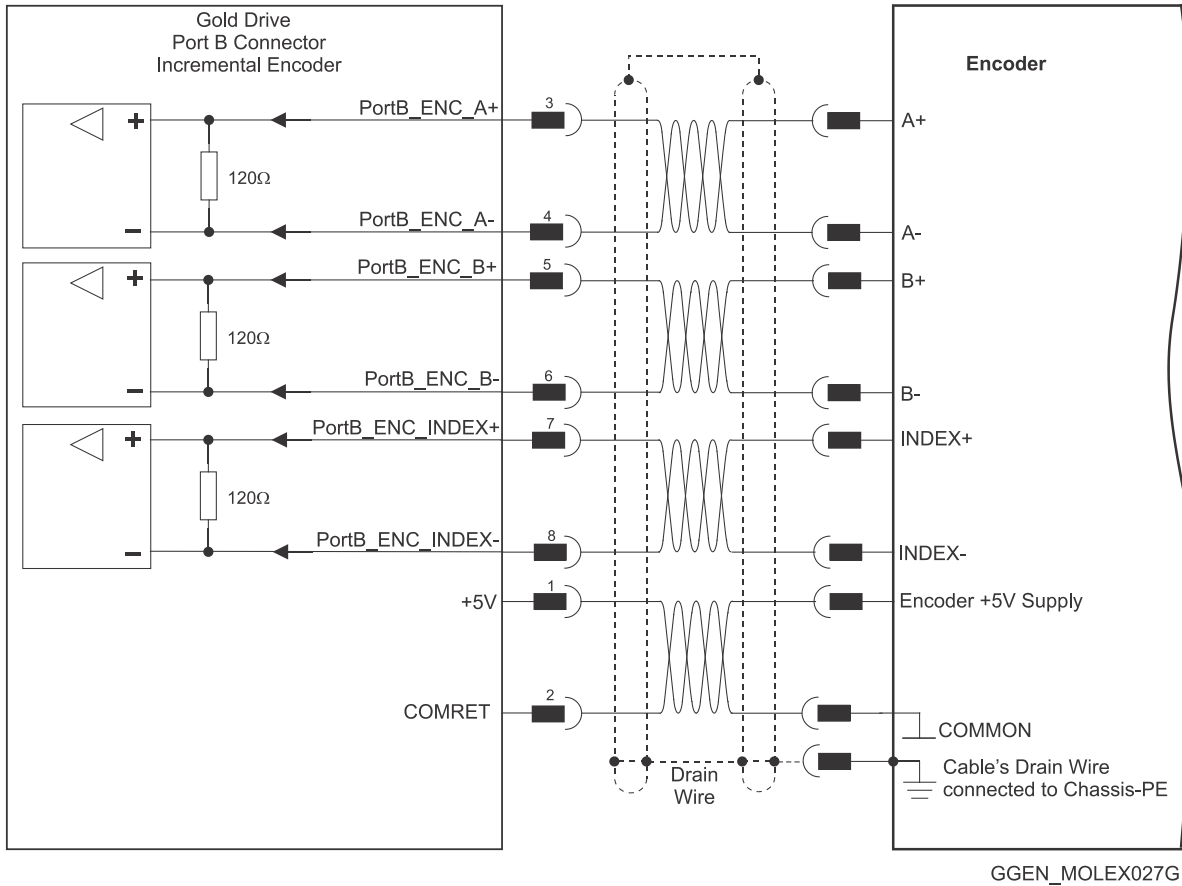 Gold Drive
Port B Connector
Incremental Encoder
Encoder
PortB_ENC_A+
3
A+
120Ω
PortB_ENC_A-
4
A-
PortB_ENC_B+
5
B+
120Ω
PortB_ENC_B-
6
B-
PortB_ENC_INDEX+
7
INDEX+
120Ω
PortB_ENC_INDEX-
8
INDEX-
+5V
1
Encoder +5V Supply
COMRET
2
COMMON
Drain
Wire
Cable's Drain Wire
connected to Chassis-PE
GGEN_MOLEX027G